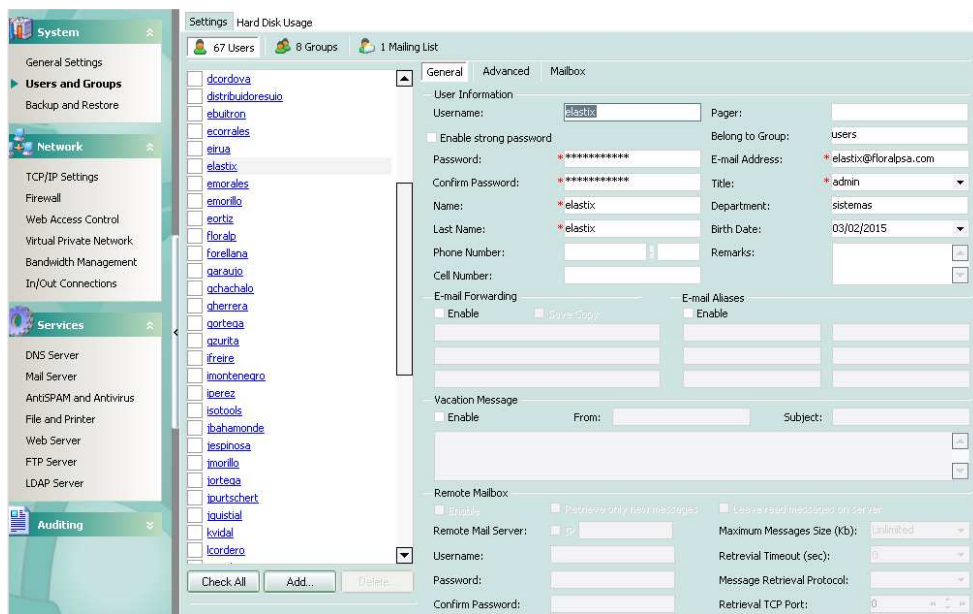 System
General Settings
Users and Groups
Backup and Restore
Network
TCP/IP Settings
Firewall
Web Access Control
Virtual Private Network
Bandwidth Management
In/Out Connections
Services
DNS Server
Mail Server
AntiSPAM and Antivirus
File and Printer
Web Server
FTP Server
LDAP Server
Auditing
Settings Hard Disk Usage
67 Users 8 Groups 1 Mailing List
dcordova
distribuidoresuio
ebuitron
ecorrales
eirua
elastix
emorales
emorillo
eortiz
floralp
forellana
garaujo
gchachalo
gherrera
gortega
gzurita
ifreire
imontenegro
iperez
isotools
jbahamonde
jespinosa
jmorillo
jortega
jpurtschert
jquistial
kvidal
lcordero
Check All Add... Delete
General Advanced Mailbox
User Information
Username: elastix
Enable strong password
Password: * ***********
Confirm Password: * ***********
Name: * elastix
Last Name: * elastix
Phone Number:
Cell Number:
Pager:
Belong to Group: users
E-mail Address: * elastix@floralpsa.com
Title: * admin
Department: sistemas
Birth Date: 03/02/2015
Remarks:
E-mail Forwarding
Enable Save Copy
E-mail Aliases
Enable
Vacation Message
Enable From: Subject:
Remote Mailbox
Enable Retrieve only new messages Leave read messages on server
Remote Mail Server: IP
Username:
Password:
Confirm Password:
Maximum Messages Size (Kb): Unlimited
Retreval Timeout (sec): 0
Message Retrieval Protocol:
Retrieval TCP Port: 0